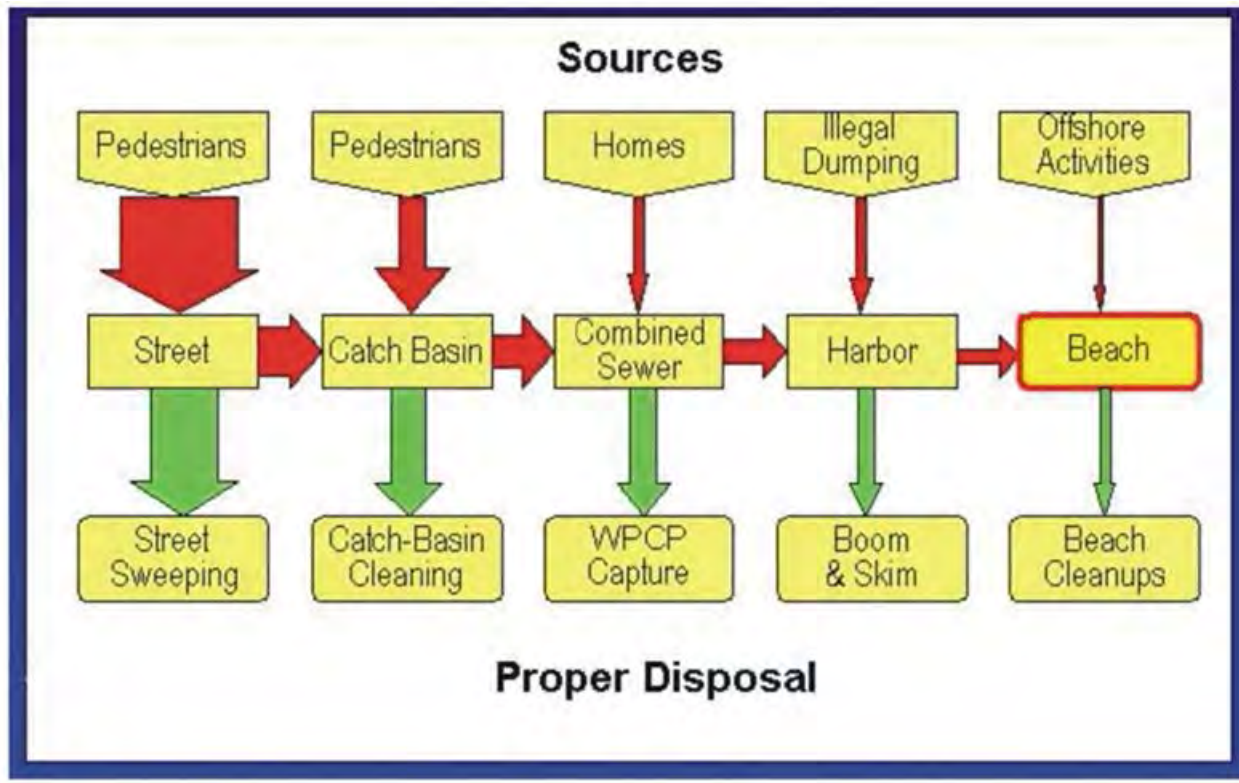 Sources
Pedestrians
Pedestrians
Homes
Illegal
Dumping
Offshore
Activities
Street
Catch Basin
Combined
Sewer
Harbor
Beach
Street
Sweeping
Catch-Basin
Cleaning
WPCP
Capture
Boom
& Skim
Beach
Cleanups
Proper Disposal